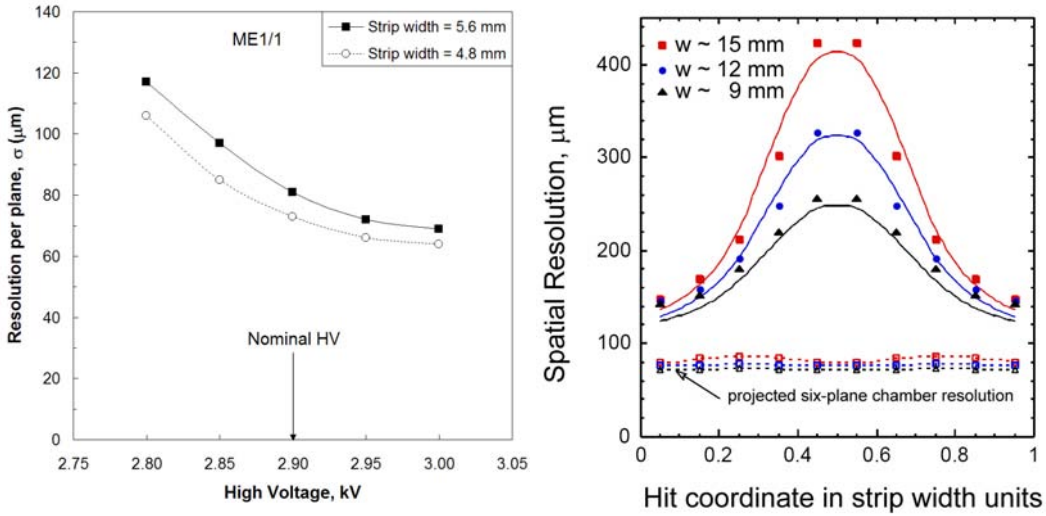 140
120
100
80
60
40
20
0
Resolution per plane, σ (μm)
ME1/1
Strip width = 5.6 mm
Strip width = 4.8 mm
Nominal HV
2.75 2.80 2.85 2.90 2.95 3.00 3.05
High Voltage, kV
400
300
200
100
0
Spatial Resolution, μm
w ~ 15 mm
w ~ 12 mm
w ~ 9 mm
projected six-plane chamber resolution
0 0.2 0.4 0.6 0.8 1
Hit coordinate in strip width units